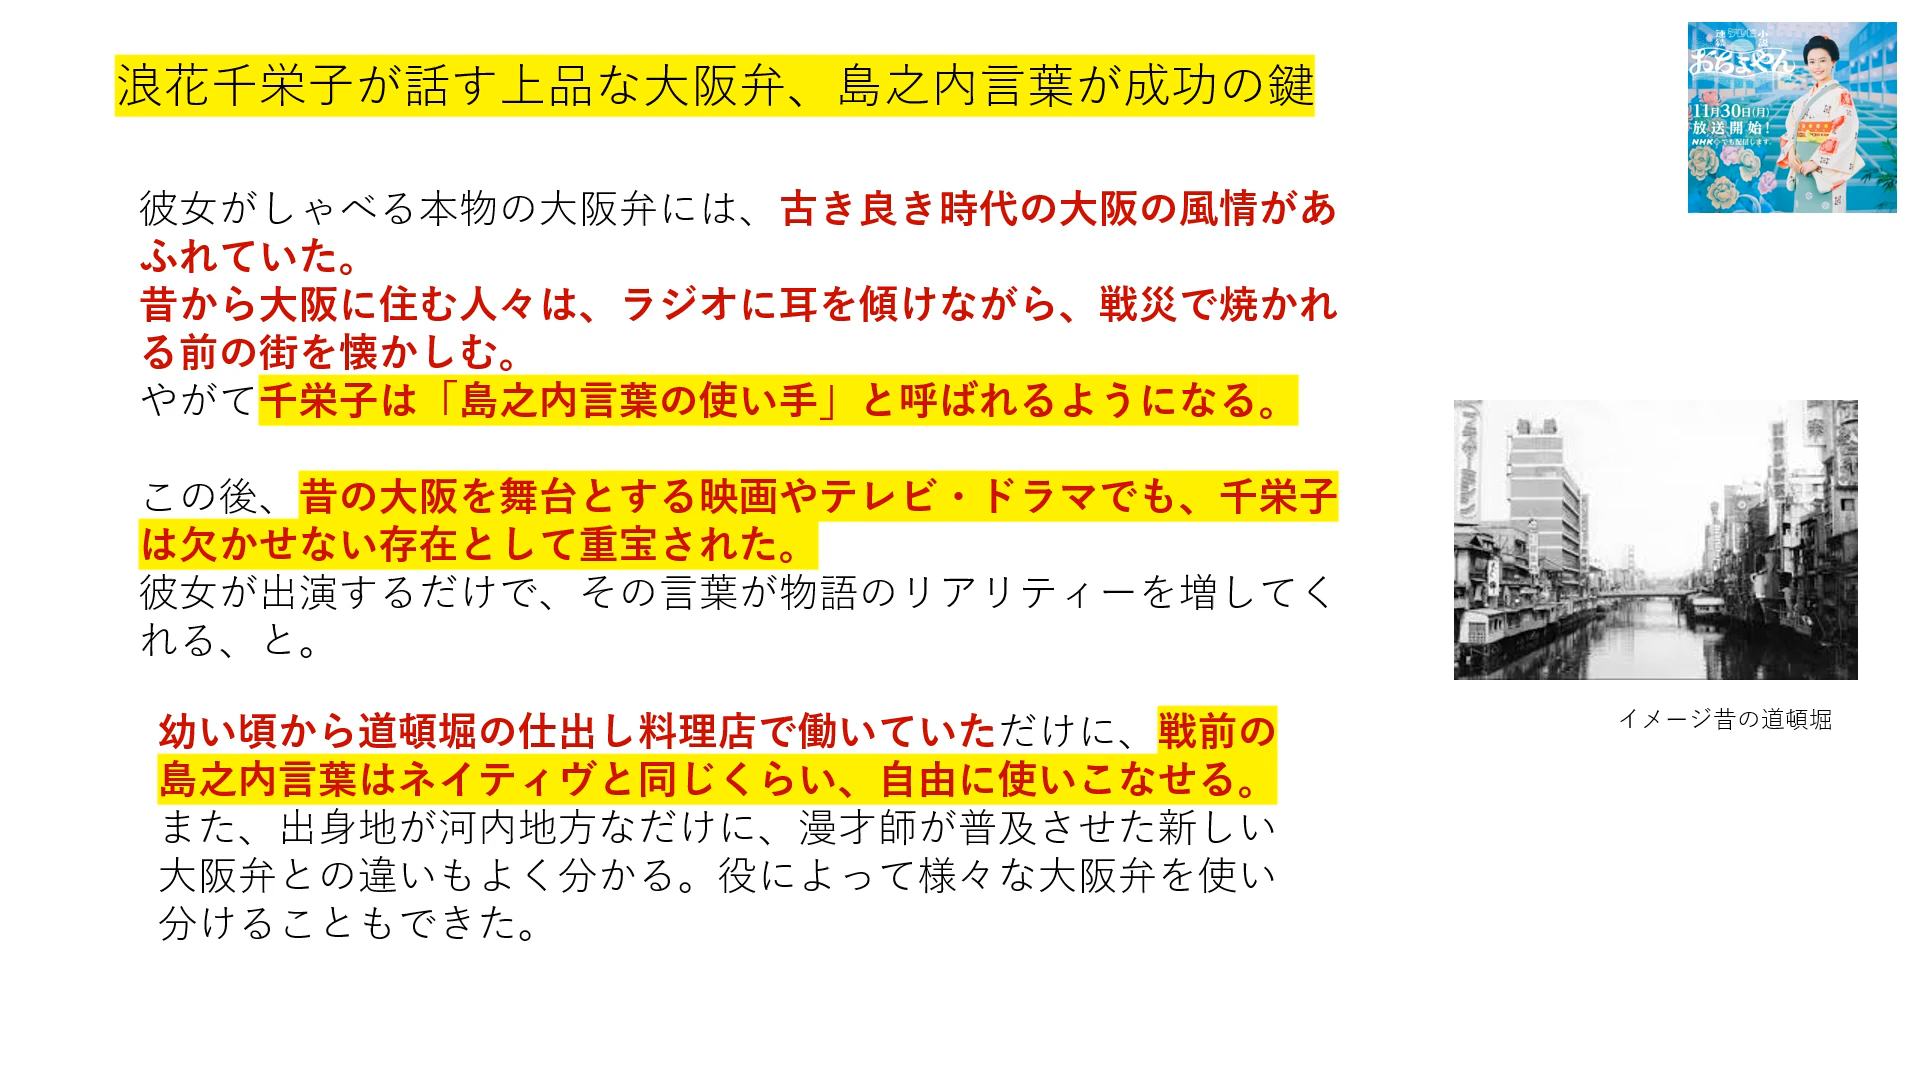 浪花千栄子が話す上品な大阪弁、島之内言葉が成功の鍵
連続テレビ小説
おちょやん
11月30日(月)
放送開始!
NHK+でも配信します。
彼女がしゃべる本物の大阪弁には、古き良き時代の大阪の風情があ
ふれていた。
昔から大阪に住む人々は、ラジオに耳を傾けながら、戦災で焼かれ
る前の街を懐かしむ。
やがて千栄子は「島之内言葉の使い手」と呼ばれるようになる。
この後、昔の大阪を舞台とする映画やテレビ・ドラマでも、千栄子
は欠かせない存在として重宝された。
彼女が出演するだけで、その言葉が物語のリアリティーを増してく
れる、と。
幼い頃から道頓堀の仕出し料理店で働いていただけに、戦前の
島之内言葉はネイティヴと同じくらい、自由に使いこなせる。
また、出身地が河内地方なだけに、漫才師が普及させた新しい
大阪弁との違いもよく分かる。役によって様々な大阪弁を使い
分けることもできた。
イメージ昔の道頓堀